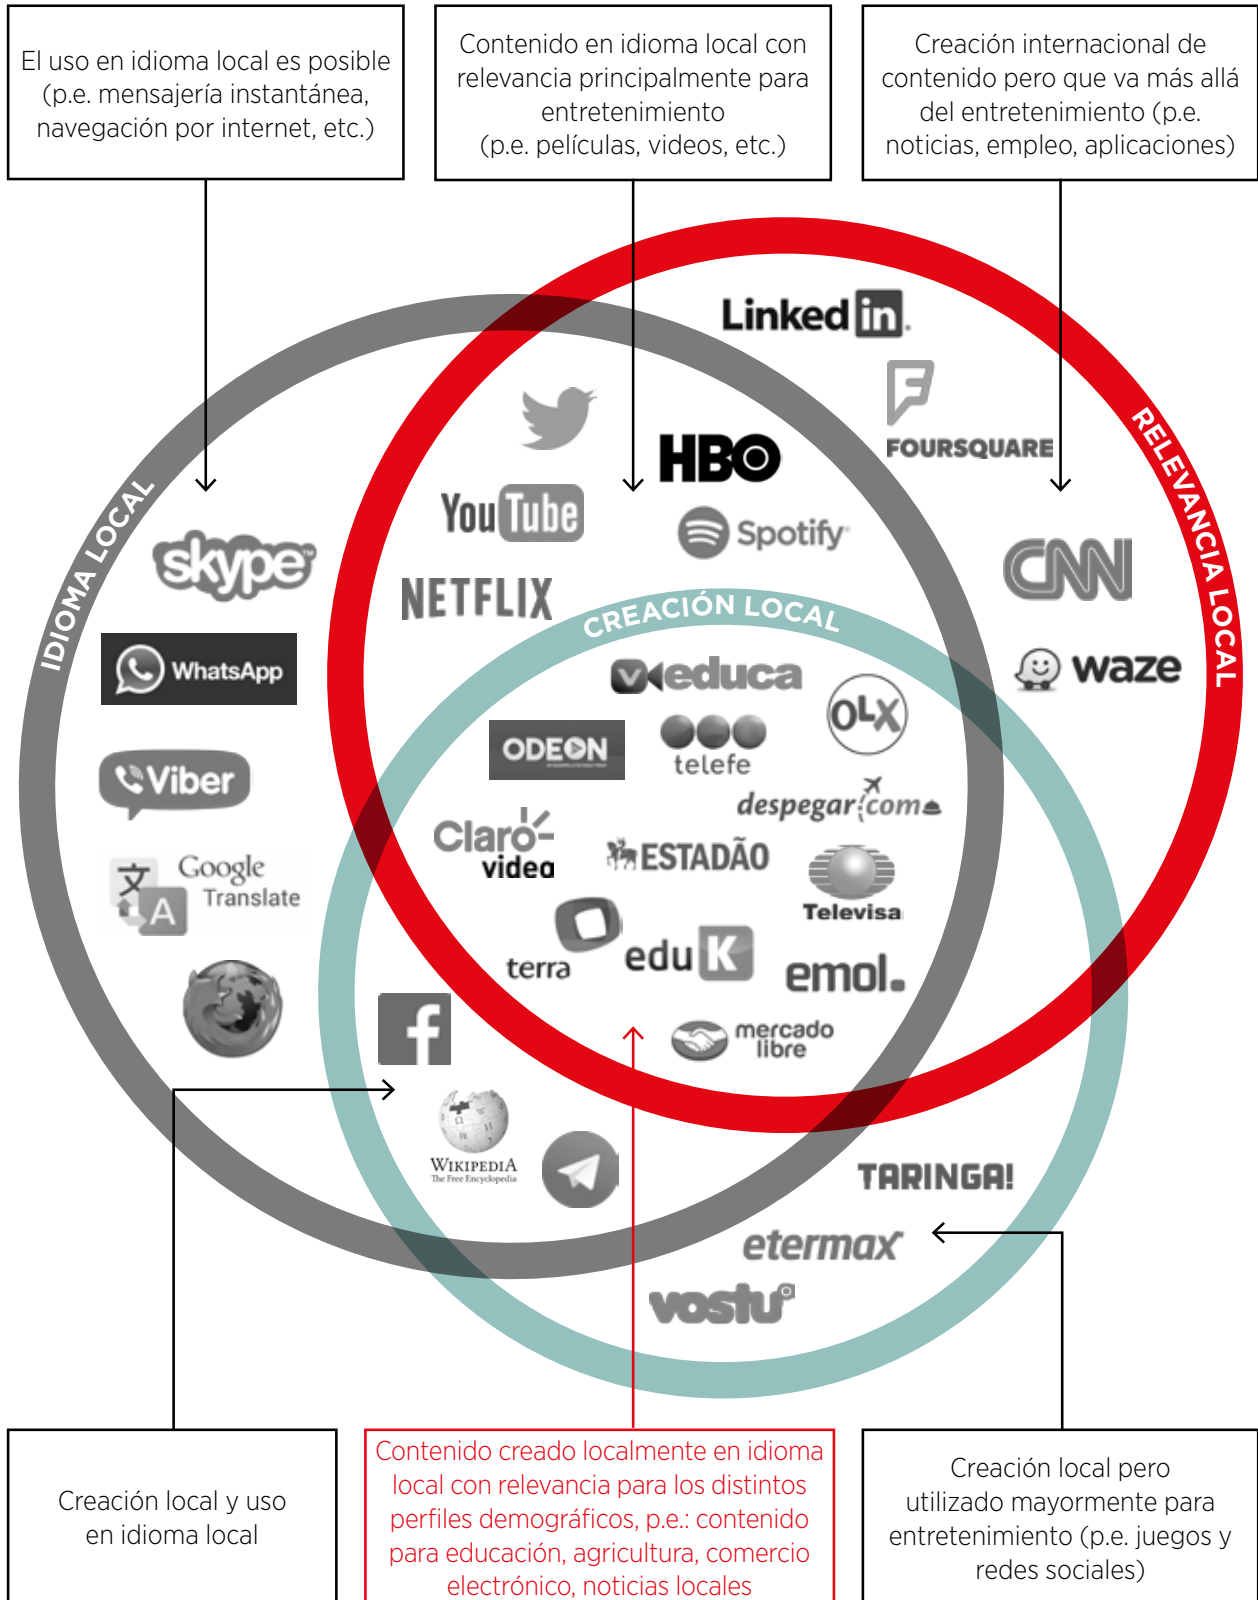 El uso en idioma local es posible
(p.e. mensajería instantánea,
navegación por internet, etc.)
Contenido en idioma local con
relevancia principalmente para
entretenimiento
(p.e. películas, videos, etc.)
Creación internacional de
contenido pero que va más allá
del entretenimiento (p.e.
noticias, empleo, aplicaciones)
IDIOMA LOCAL
RELEVANCIA LOCAL
CREACIÓN LOCAL
Linked in.
FOURSQUARE
HBO
YouTube
Spotify
skype™
NETFLIX
CNN
WhatsApp
waze
educa
OLX
ODEON
telefe
Viber
despegar.com
Claro
video
ESTADÃO
Google
Translate
文
A
Televisa
terra
edu K
emol.
f
mercado
libre
WIKIPEDIA
The Free Encyclopedia
TARINGA!
etermax
vostu
Creación local y uso
en idioma local
Contenido creado localmente en idioma
local con relevancia para los distintos
perfiles demográficos, p.e.: contenido
para educación, agricultura, comercio
electrónico, noticias locales
Creación local pero
utilizado mayormente para
entretenimiento (p.e. juegos y
redes sociales)